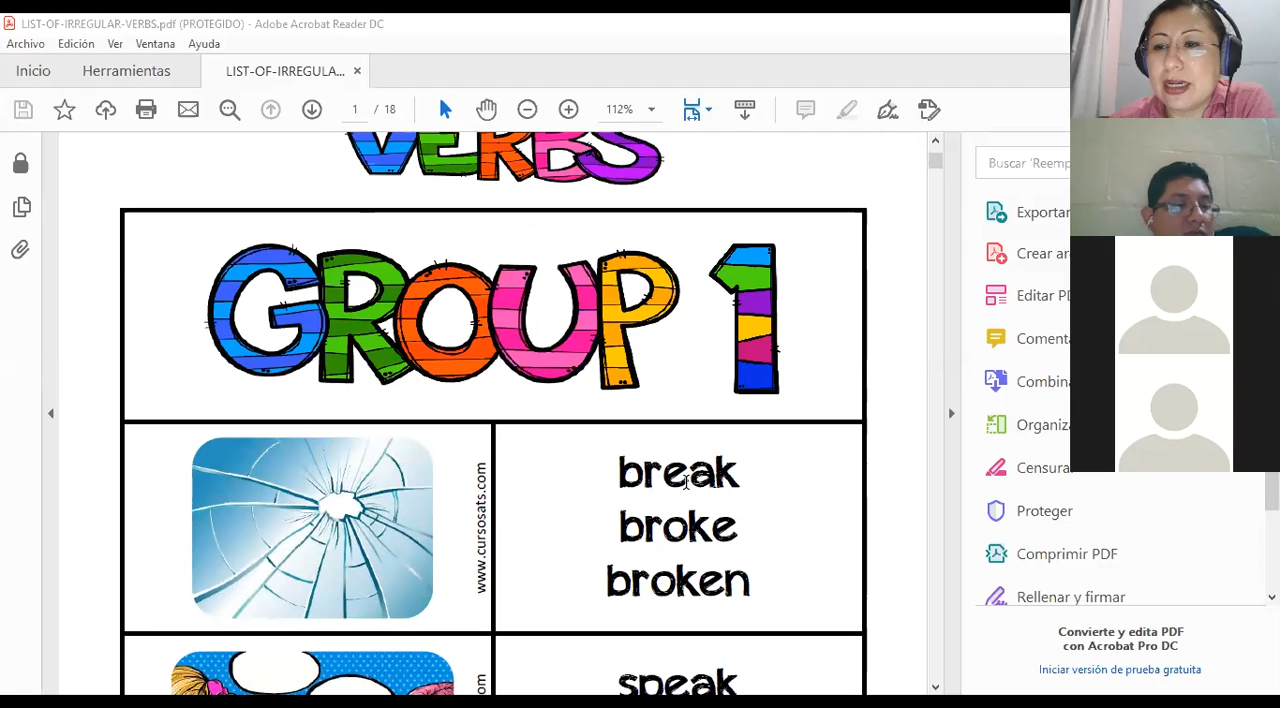 LIST-OF-IRREGULAR-VERBS.pdf (PROTEGIDO) - Adobe Acrobat Reader DC
Archivo Edición Ver Ventana Ayuda
Inicio Herramientas LIST-OF-IRREGULA... ×
1 / 18 112%
VERBS
GROUP 1
www.cursosats.com
break
broke
broken
speak
Buscar 'Reemp
Exportar
Crear ar
Editar PD
Comenta
Combina
Organiz
Censura
Proteger
Comprimir PDF
Rellenar y firmar
Convierte y edita PDF
con Acrobat Pro DC
Iniciar versión de prueba gratuita